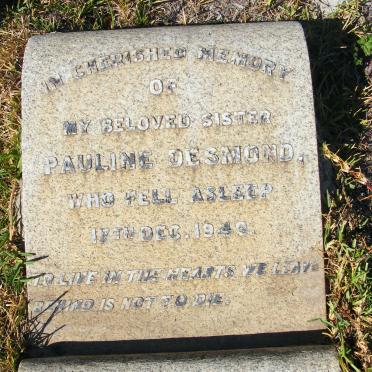 IN CHERISHED MEMORY
OF
MY BELOVED SISTER
PAULINE DESMOND.
WHO FELL ASLEEP
17TH DEC. 1940.
TO LIVE IN THE HEARTS WE LEAVE
BEHIND IS NOT TO DIE.